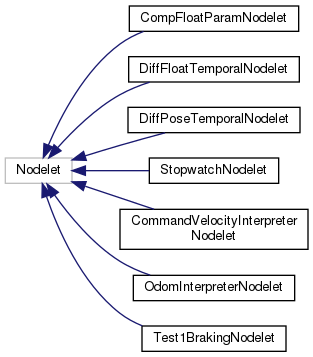 CompFloatParamNodelet
DiffFloatTemporalNodelet
DiffPoseTemporalNodelet
Nodelet
StopwatchNodelet
CommandVelocityInterpreter
Nodelet
OdomInterpreterNodelet
Test1BrakingNodelet